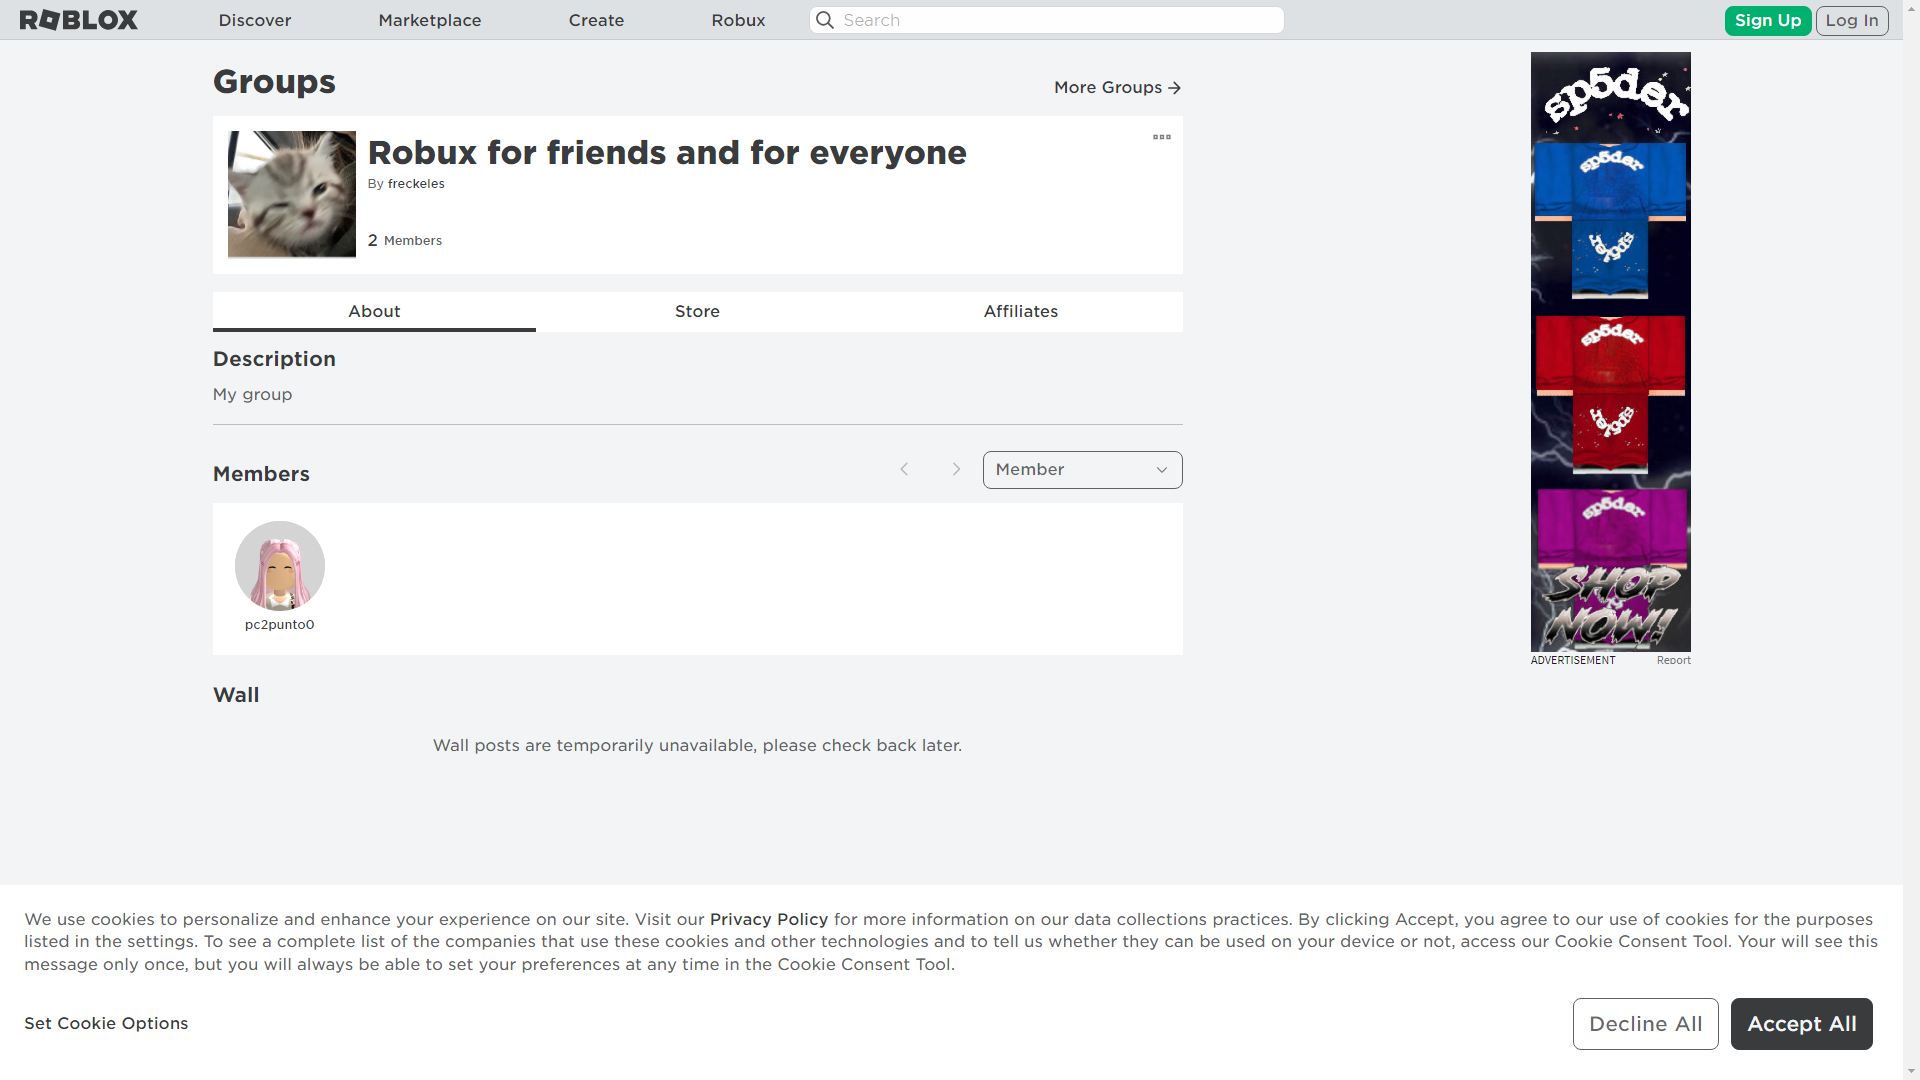 ROBLOX
Discover
Marketplace
Create
Robux
Search
Sign Up
Log In
Groups
More Groups
Robux for friends and for everyone
By freckeles
2 Members
About
Store
Affiliates
Description
My group
Members
Member
pc2punto0
Wall
Wall posts are temporarily unavailable, please check back later.
sp5der
sp5der
sp5der
sp5der
sp5der
sp5der
SHOP
NOW!
ADVERTISEMENT
Report
We use cookies to personalize and enhance your experience on our site. Visit our Privacy Policy for more information on our data collections practices. By clicking Accept, you agree to our use of cookies for the purposes
listed in the settings. To see a complete list of the companies that use these cookies and other technologies and to tell us whether they can be used on your device or not, access our Cookie Consent Tool. Your will see this
message only once, but you will always be able to set your preferences at any time in the Cookie Consent Tool.
Set Cookie Options
Decline All
Accept All